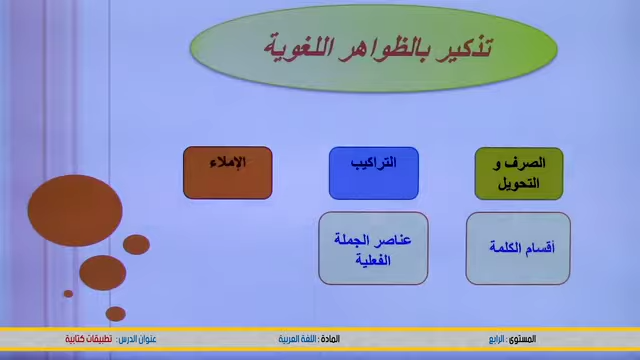 تذكير بالظواهر اللغوية
الصرف و
التحويل
التراكيب
الإملاء
أقسام الكلمة
عناصر الجملة
الفعلية
المستوى : الرابع
المادة : اللغة العربية
عنوان الدرس : تطبيقات كتابية